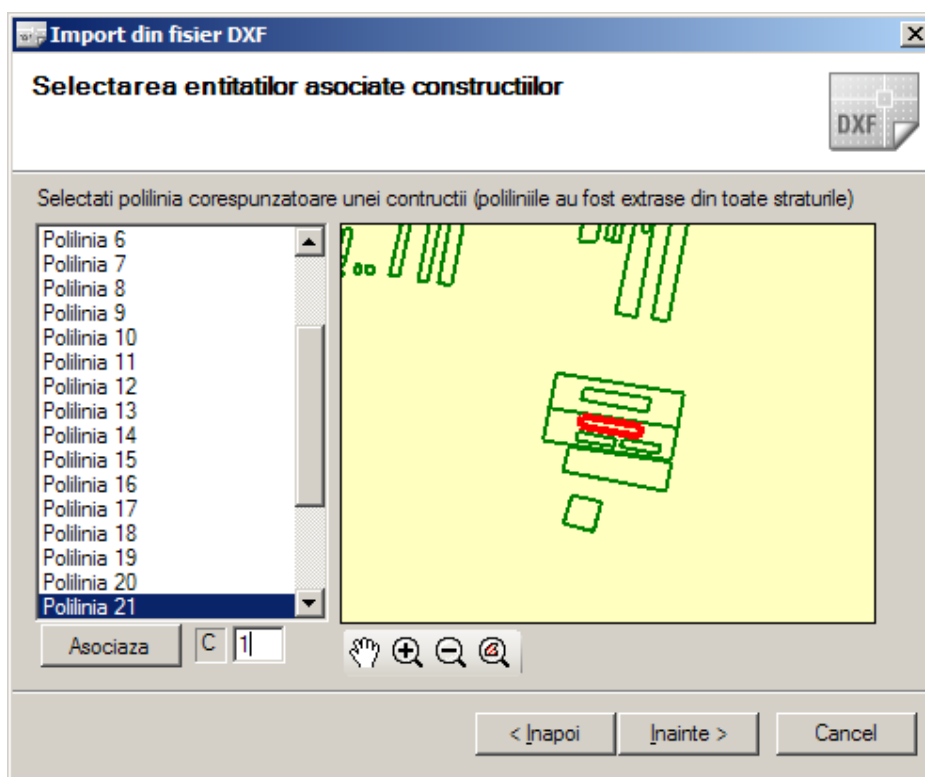 Import din fisier DXF
Selectarea entitatilor asociate constructiilor
DXF
Selectati polilinia corespunzatoare unei contructii (poliliniile au fost extrase din toate straturile)
Polilinia 6
Polilinia 7
Polilinia 8
Polilinia 9
Polilinia 10
Polilinia 11
Polilinia 12
Polilinia 13
Polilinia 14
Polilinia 15
Polilinia 16
Polilinia 17
Polilinia 18
Polilinia 19
Polilinia 20
Polilinia 21
Asociaza C 1
< Inapoi Inainte > Cancel